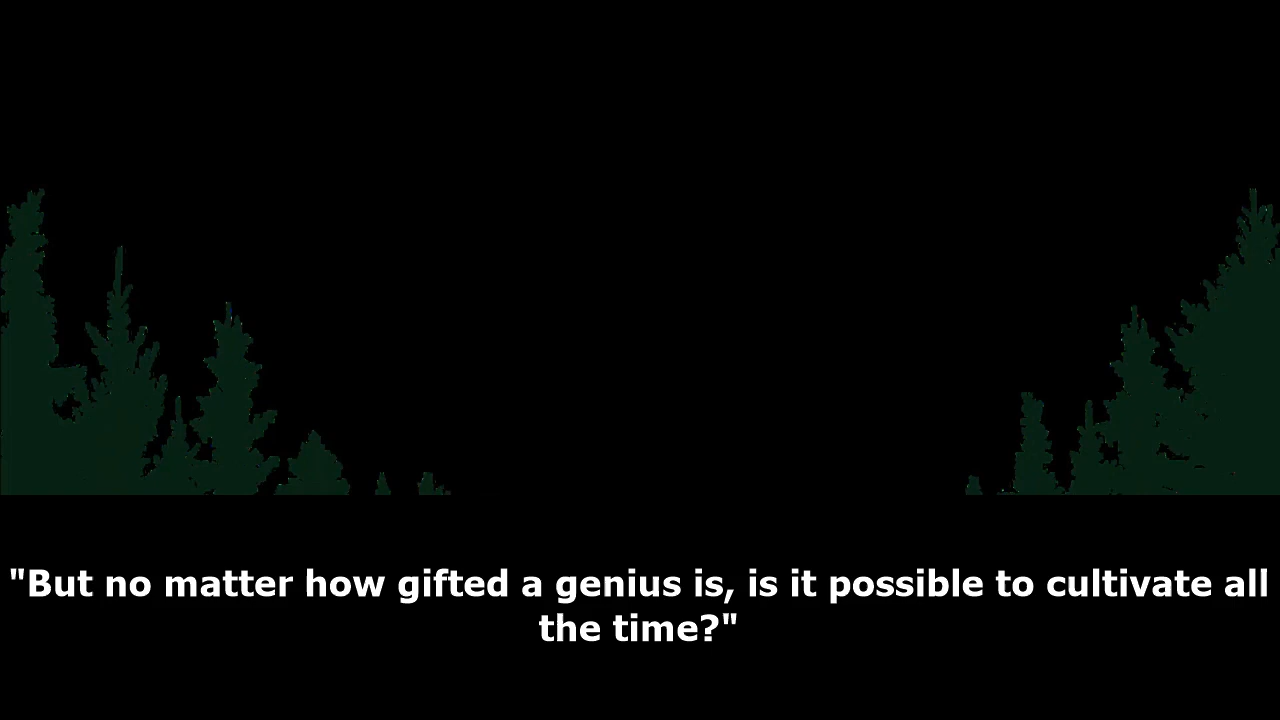 "But no matter how gifted a genius is, is it possible to cultivate all
the time?"